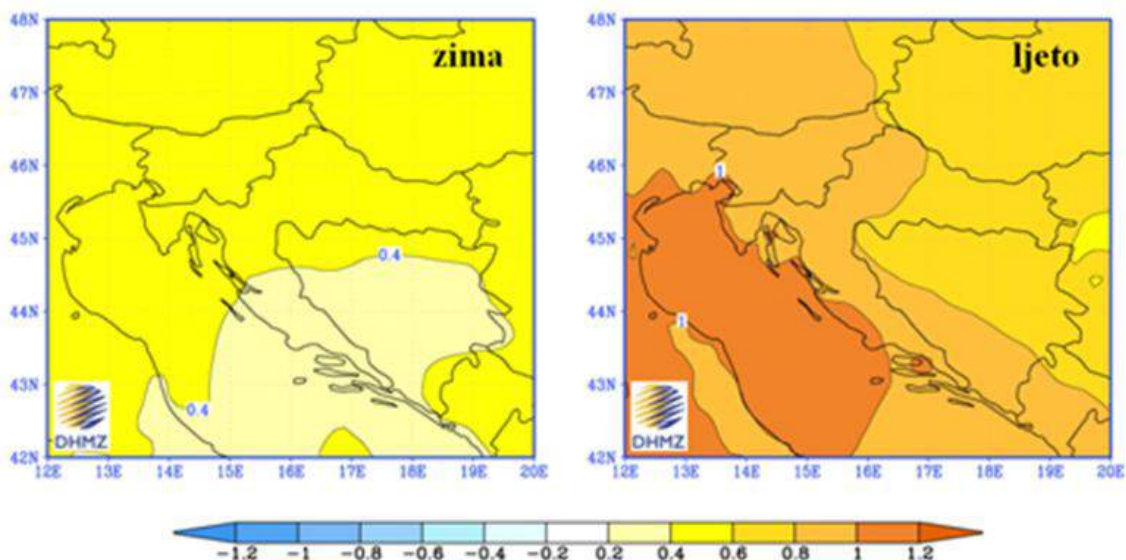 zima
ljeto
48N
47N
46N
45N
44N
43N
42N
12E 13E 14E 15E 16E 17E 18E 19E 20E
0.4
0.4
DHMZ
48N
47N
46N
45N
44N
43N
42N
12E 13E 14E 15E 16E 17E 18E 19E 20E
1
1
DHMZ
-1.2 -1 -0.8 -0.6 -0.4 -0.2 0.2 0.4 0.6 0.8 1 1.2